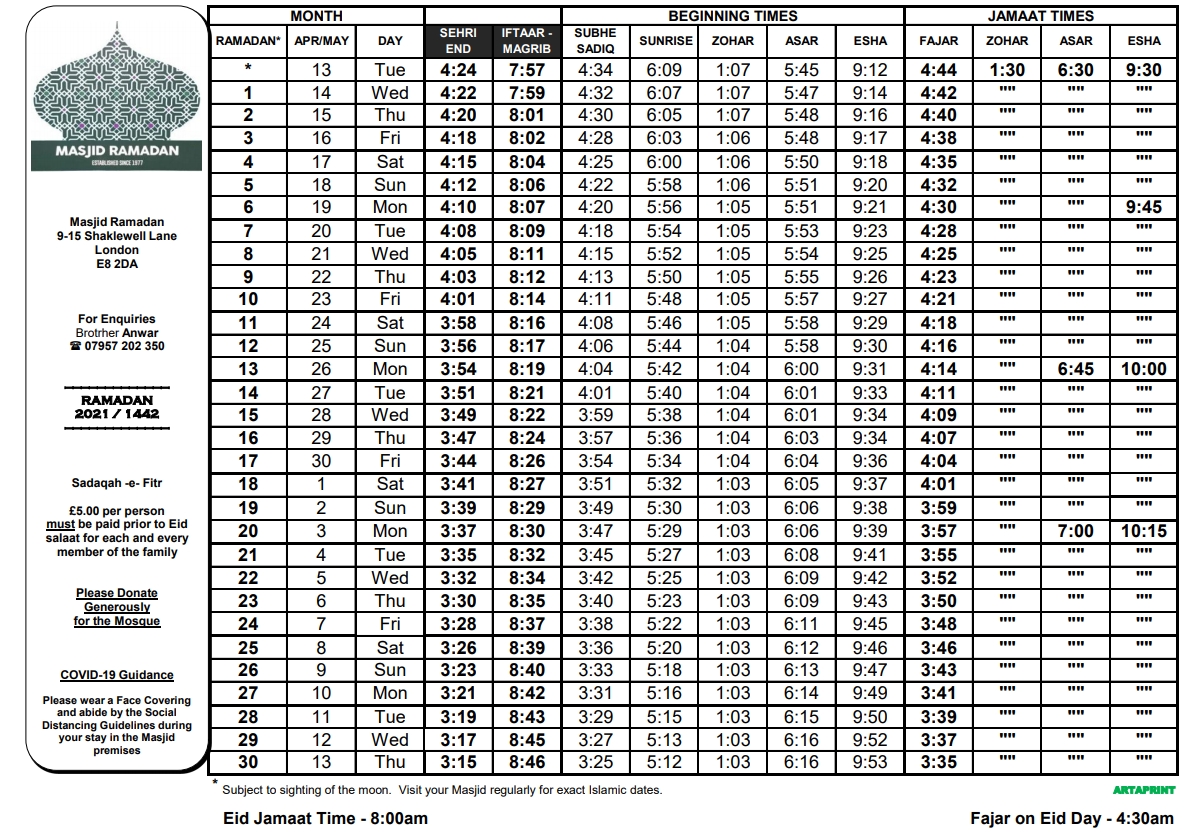 MASJID RAMADAN
ESTABLISHED SINCE 1977
Masjid Ramadan
9-15 Shaklewell Lane
London
E8 2DA
For Enquiries
Brotrher Anwar
☎ 07957 202 350
RAMADAN
2021 / 1442
Sadaqah -e- Fitr
£5.00 per person
must be paid prior to Eid
salaat for each and every
member of the family
Please Donate
Generously
for the Mosque
COVID-19 Guidance
Please wear a Face Covering
and abide by the Social
Distancing Guidelines during
your stay in the Masjid
premises
MONTH BEGINNING TIMES JAMAAT TIMES
RAMADAN* APR/MAY DAY SEHRI END IFTAAR - MAGRIB SUBHE SADIQ SUNRISE ZOHAR ASAR ESHA FAJAR ZOHAR ASAR ESHA
* 13 Tue 4:24 7:57 4:34 6:09 1:07 5:45 9:12 4:44 1:30 6:30 9:30
1 14 Wed 4:22 7:59 4:32 6:07 1:07 5:47 9:14 4:42 "" "" ""
2 15 Thu 4:20 8:01 4:30 6:05 1:07 5:48 9:16 4:40 "" "" ""
3 16 Fri 4:18 8:02 4:28 6:03 1:06 5:48 9:17 4:38 "" "" ""
4 17 Sat 4:15 8:04 4:25 6:00 1:06 5:50 9:18 4:35 "" "" ""
5 18 Sun 4:12 8:06 4:22 5:58 1:06 5:51 9:20 4:32 "" "" ""
6 19 Mon 4:10 8:07 4:20 5:56 1:06 5:51 9:21 4:30 "" "" 9:45
7 20 Tue 4:08 8:09 4:18 5:54 1:05 5:53 9:23 4:28 "" "" ""
8 21 Wed 4:05 8:11 4:15 5:52 1:05 5:54 9:25 4:25 "" "" ""
9 22 Thu 4:03 8:12 4:13 5:50 1:05 5:55 9:26 4:23 "" "" ""
10 23 Fri 4:01 8:14 4:11 5:48 1:05 5:57 9:27 4:21 "" "" ""
11 24 Sat 3:58 8:16 4:08 5:46 1:05 5:58 9:29 4:18 "" "" ""
12 25 Sun 3:56 8:17 4:06 5:44 1:04 5:58 9:30 4:16 "" "" ""
13 26 Mon 3:54 8:19 4:04 5:42 1:04 6:00 9:31 4:14 "" 6:45 10:00
14 27 Tue 3:51 8:21 4:01 5:40 1:04 6:01 9:33 4:11 "" "" ""
15 28 Wed 3:49 8:22 3:59 5:38 1:04 6:01 9:34 4:09 "" "" ""
16 29 Thu 3:47 8:24 3:57 5:36 1:04 6:03 9:34 4:07 "" "" ""
17 30 Fri 3:44 8:26 3:54 5:34 1:04 6:04 9:36 4:04 "" "" ""
18 1 Sat 3:41 8:27 3:51 5:32 1:03 6:05 9:37 4:01 "" "" ""
19 2 Sun 3:39 8:29 3:49 5:30 1:03 6:06 9:38 3:59 "" "" ""
20 3 Mon 3:37 8:30 3:47 5:29 1:03 6:06 9:39 3:57 "" 7:00 10:15
21 4 Tue 3:35 8:32 3:45 5:27 1:03 6:08 9:41 3:55 "" "" ""
22 5 Wed 3:32 8:34 3:42 5:25 1:03 6:09 9:42 3:52 "" "" ""
23 6 Thu 3:30 8:35 3:40 5:23 1:03 6:09 9:43 3:50 "" "" ""
24 7 Fri 3:28 8:37 3:38 5:22 1:03 6:11 9:45 3:48 "" "" ""
25 8 Sat 3:26 8:39 3:36 5:20 1:03 6:12 9:46 3:46 "" "" ""
26 9 Sun 3:23 8:40 3:33 5:18 1:03 6:13 9:47 3:43 "" "" ""
27 10 Mon 3:21 8:42 3:31 5:16 1:03 6:14 9:49 3:41 "" "" ""
28 11 Tue 3:19 8:43 3:29 5:15 1:03 6:15 9:50 3:39 "" "" ""
29 12 Wed 3:17 8:45 3:27 5:13 1:03 6:16 9:52 3:37 "" "" ""
30 13 Thu 3:15 8:46 3:25 5:12 1:03 6:16 9:53 3:35 "" "" ""
* Subject to sighting of the moon. Visit your Masjid regularly for exact Islamic dates. ARTAPRINT
Eid Jamaat Time - 8:00am Fajar on Eid Day - 4:30am